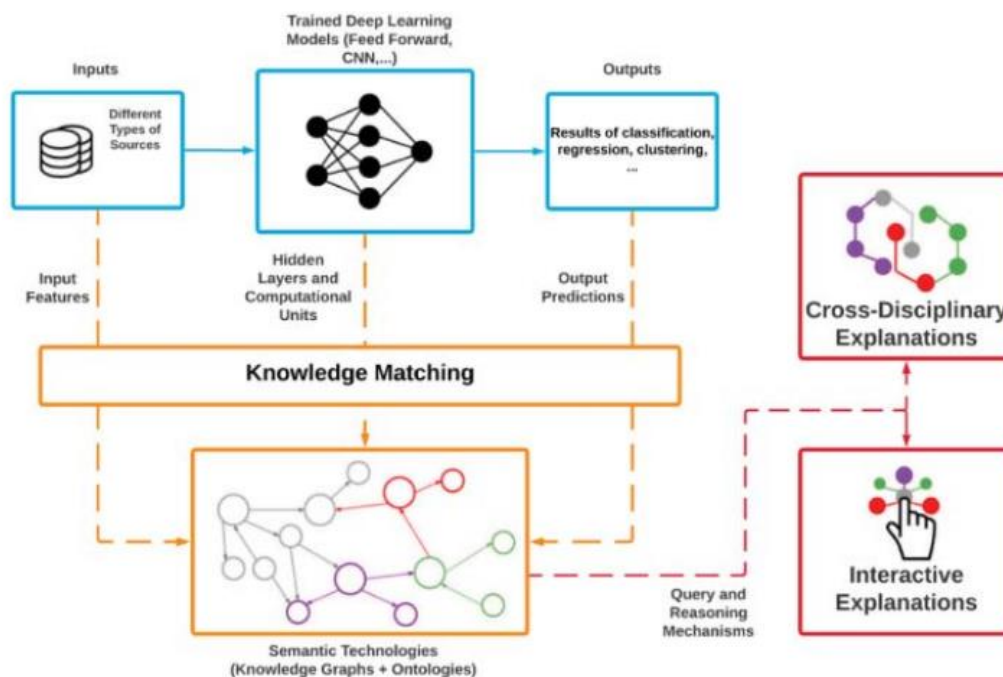 Trained Deep Learning
Models (Feed Forward,
CNN,...)
Inputs
Outputs
Different
Types of
Sources
Results of classification,
regression, clustering,
...
Input
Features
Hidden
Layers and
Computational
Units
Output
Predictions
Knowledge Matching
Cross-Disciplinary
Explanations
Interactive
Explanations
Query and
Reasoning
Mechanisms
Semantic Technologies
(Knowledge Graphs + Ontologies)